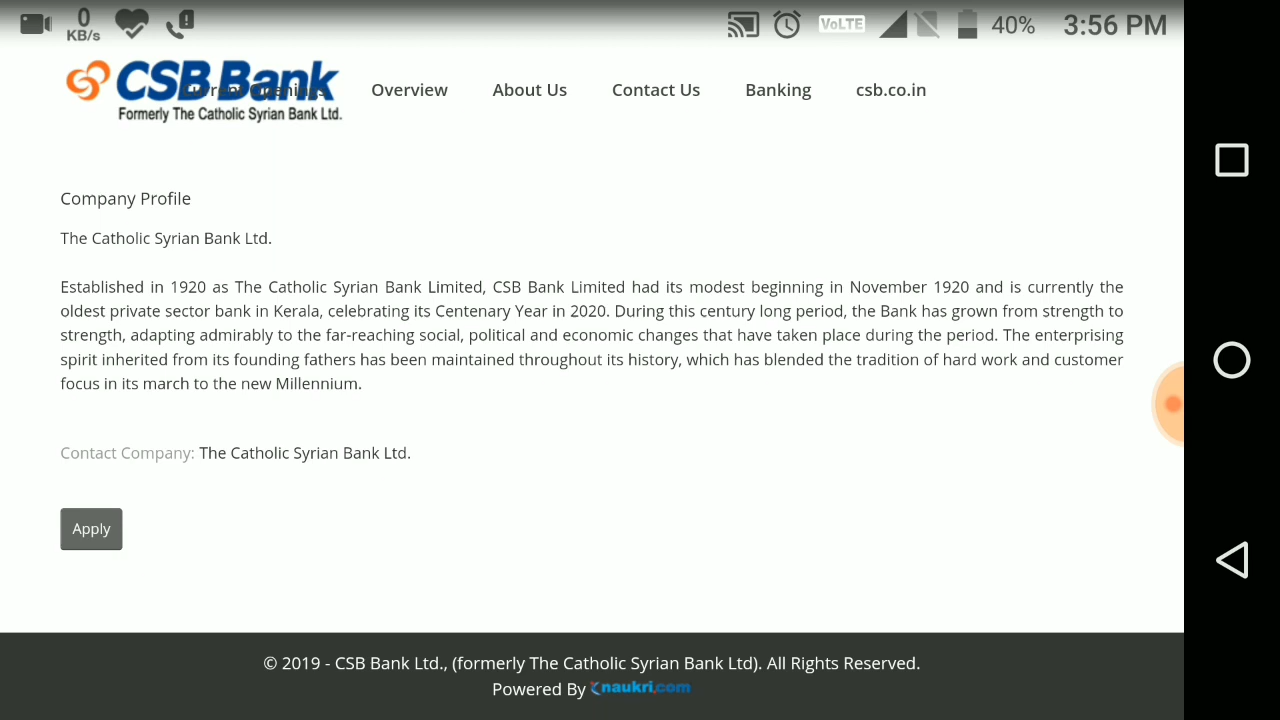 0
KB/s
VoLTE
40%
3:56 PM
CSB Bank
Formerly The Catholic Syrian Bank Ltd.
Current Openings
Overview
About Us
Contact Us
Banking
csb.co.in
Company Profile
The Catholic Syrian Bank Ltd.
Established in 1920 as The Catholic Syrian Bank Limited, CSB Bank Limited had its modest beginning in November 1920 and is currently the
oldest private sector bank in Kerala, celebrating its Centenary Year in 2020. During this century long period, the Bank has grown from strength to
strength, adapting admirably to the far-reaching social, political and economic changes that have taken place during the period. The enterprising
spirit inherited from its founding fathers has been maintained throughout its history, which has blended the tradition of hard work and customer
focus in its march to the new Millennium.
Contact Company: The Catholic Syrian Bank Ltd.
Apply
© 2019 - CSB Bank Ltd., (formerly The Catholic Syrian Bank Ltd). All Rights Reserved.
Powered By naukri.com